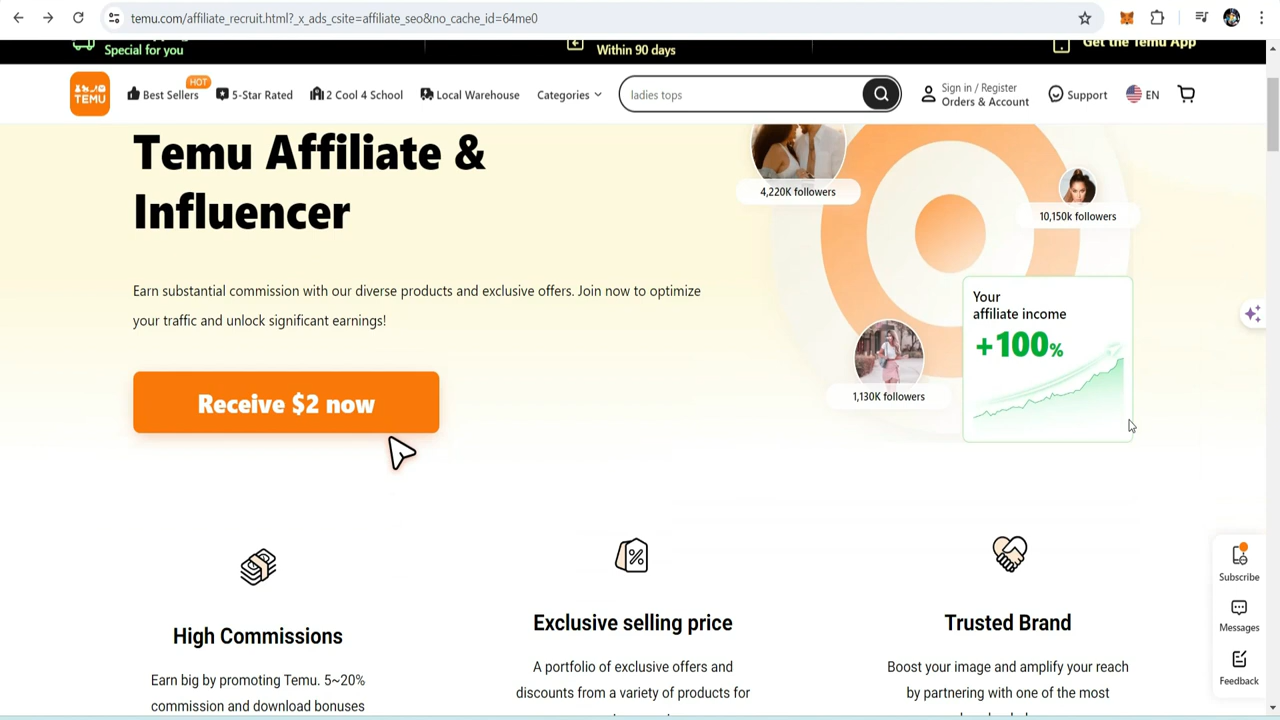 temu.com/affiliate_recruit.html?_x_ads_csite=affiliate_seo&no_cache_id=64me0
Special for you
Within 90 days
Get the Temu App
TEMU
Best Sellers
HOT
5-Star Rated
2 Cool 4 School
Local Warehouse
Categories
ladies tops
Sign in / Register
Orders & Account
Support
EN
Temu Affiliate &
Influencer
Earn substantial commission with our diverse products and exclusive offers. Join now to optimize
your traffic and unlock significant earnings!
Receive $2 now
4,220K followers
10,150k followers
1,130K followers
Your
affiliate income
+100%
High Commissions
Earn big by promoting Temu. 5~20%
commission and download bonuses
Exclusive selling price
A portfolio of exclusive offers and
discounts from a variety of products for
Trusted Brand
Boost your image and amplify your reach
by partnering with one of the most
Subscribe
Messages
Feedback